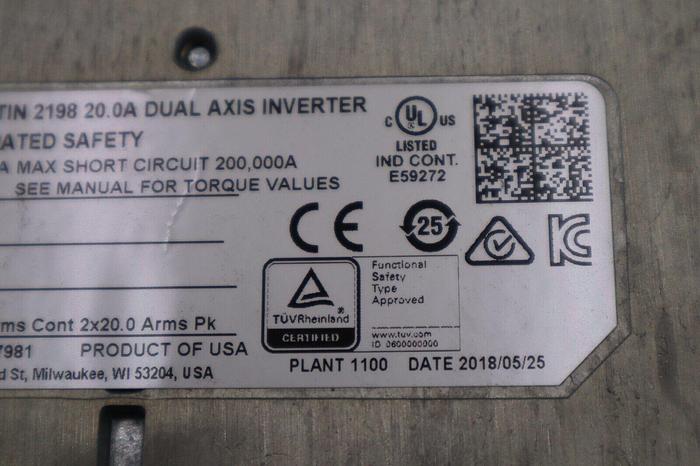 TIN 2198 20.0A DUAL AXIS INVERTER
RATED SAFETY
A MAX SHORT CIRCUIT 200,000A
SEE MANUAL FOR TORQUE VALUES
C UL US
LISTED
IND CONT.
E59272
CE
25
KC
TÜVRheinland
CERTIFIED
Functional
Safety
Type
Approved
www.tuv.com
ID 0600000000
ms Cont 2x20.0 Arms Pk
7981 PRODUCT OF USA
d St, Milwaukee, WI 53204, USA
PLANT 1100 DATE 2018/05/25